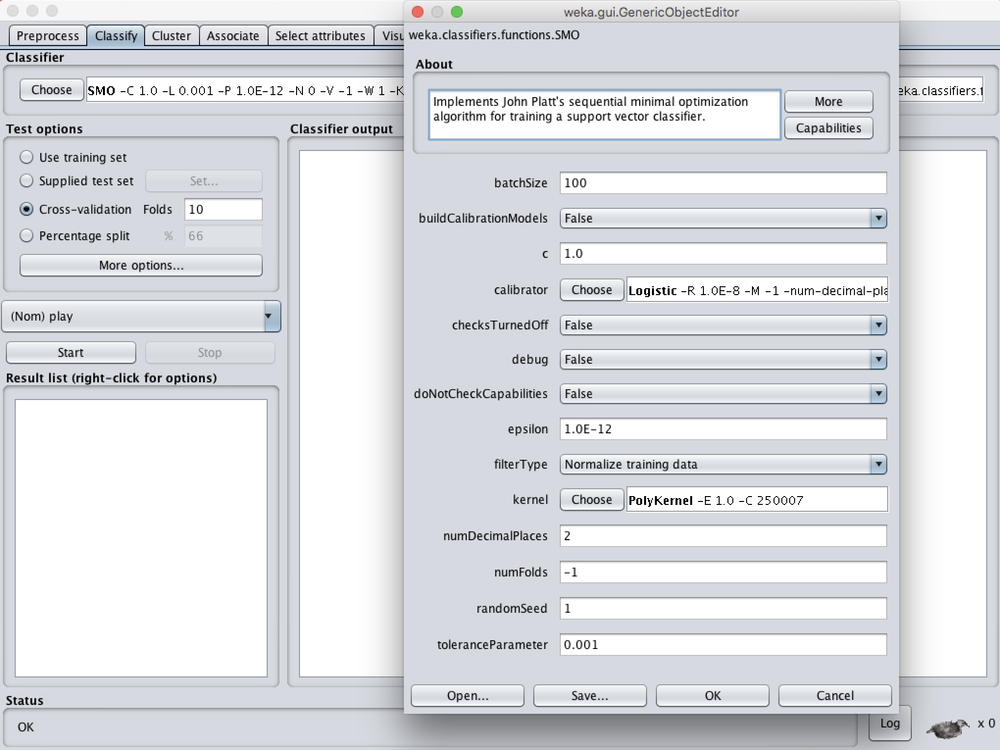 weka.gui.GenericObjectEditor
Preprocess
Classify
Cluster
Associate
Select attributes
weka.classifiers.functions.SMO
Classifier
Choose
SMO -C 1.0 -L 0.001 -P 1.0E-12 -N 0 -V -1 -W 1 -K
Test options
Use training set
Supplied test set
Set...
Cross-validation Folds 10
Percentage split % 66
More options...
(Nom) play
Start
Stop
Result list (right-click for options)
Classifier output
About
Implements John Platt's sequential minimal optimization
algorithm for training a support vector classifier.
More
Capabilities
batchSize 100
buildCalibrationModels False
c 1.0
calibrator Choose Logistic -R 1.0E-8 -M -1 -num-decimal-pla
checksTurnedOff False
debug False
doNotCheckCapabilities False
epsilon 1.0E-12
filterType Normalize training data
kernel Choose PolyKernel -E 1.0 -C 250007
numDecimalPlaces 2
numFolds -1
randomSeed 1
toleranceParameter 0.001
Open...
Save...
OK
Cancel
Status
OK
Log
x 0